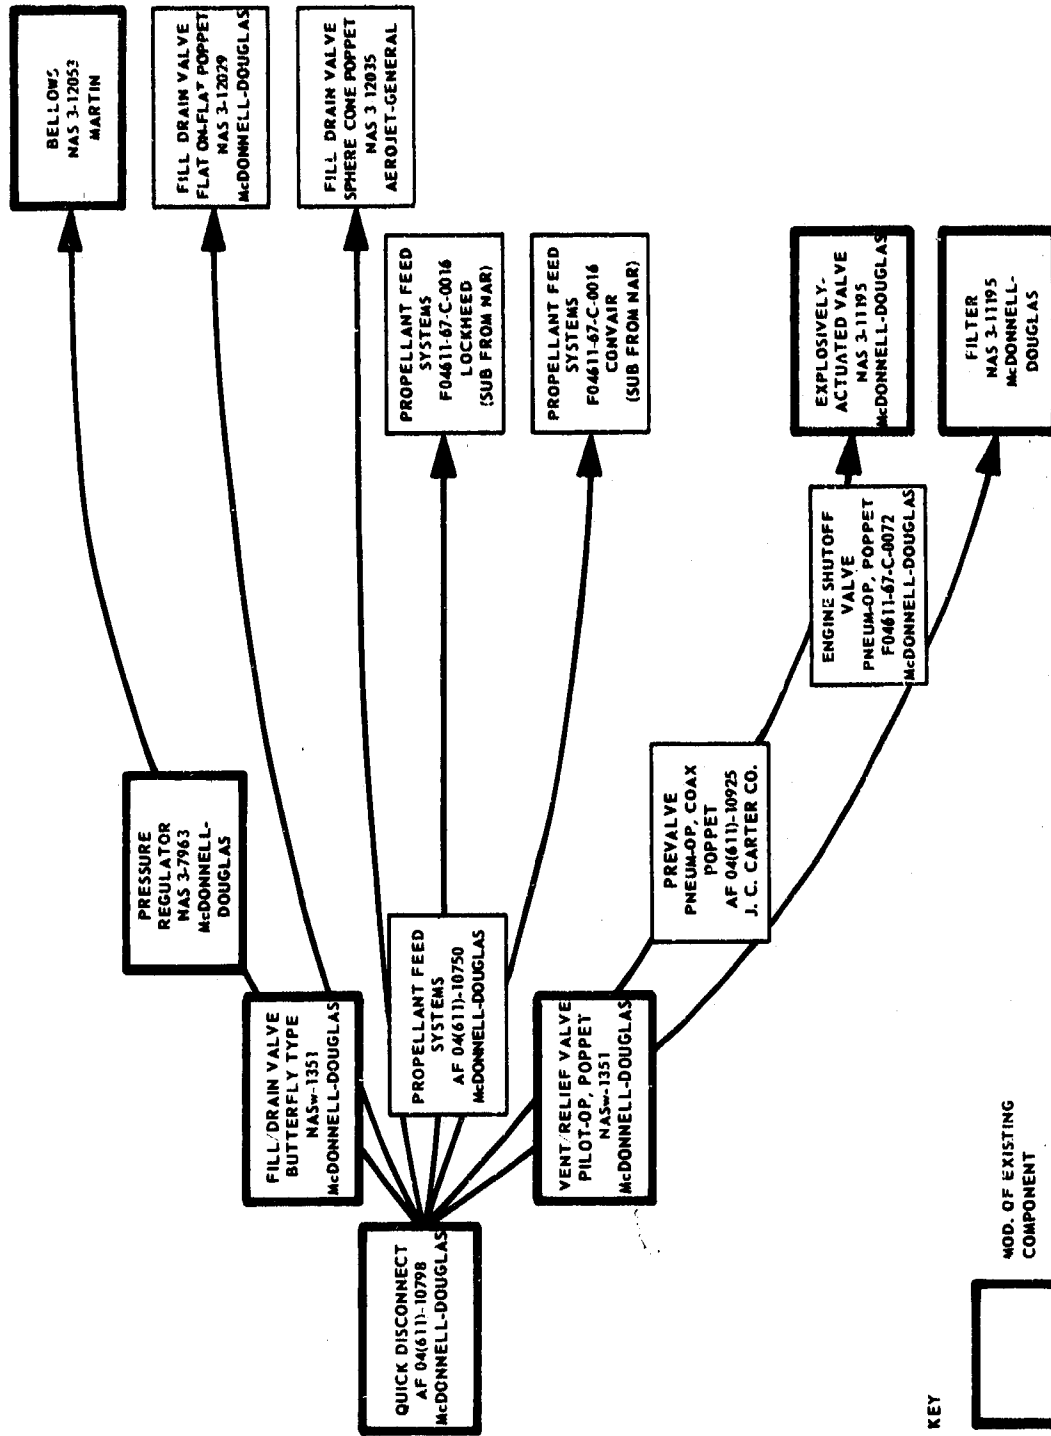 BELLOWS
NAS 3-12053
MARTIN
FILL DRAIN VALVE
FLAT ON-FLAT POPPET
NAS 3-12029
McDONNELL-DOUGLAS
FILL DRAIN VALVE
SPHERE CONE POPPET
NAS 3 12035
AEROJET-GENERAL
PROPELLANT FEED
SYSTEMS
F04611-67-C-0016
LOCKHEED
(SUB FROM NAR)
PROPELLANT FEED
SYSTEMS
F04611-67-C-0016
CONVAIR
(SUB FROM NAR)
EXPLOSIVELY-
ACTUATED VALVE
NAS 3-11195
McDONNELL-DOUGLAS
FILTER
NAS 3-11195
McDONNELL-
DOUGLAS
ENGINE SHUTOFF
VALVE
PNEUM-OP, POPPET
F04611-67-C-0072
McDONNELL-DOUGLAS
PRESSURE
REGULATOR
NAS 3-7963
McDONNELL-
DOUGLAS
PREVALVE
PNEUM-OP, COAX
POPPET
AF 04(611)-10925
J. C. CARTER CO.
FILL/DRAIN VALVE
BUTTERFLY TYPE
NASw-1351
McDONNELL-DOUGLAS
PROPELLANT FEED
SYSTEMS
AF 04(611)-10750
McDONNELL-DOUGLAS
VENT/RELIEF VALVE
PILOT-OP, POPPET
NASw-1351
McDONNELL-DOUGLAS
QUICK DISCONNECT
AF 04(611)-10798
McDONNELL-DOUGLAS
KEY
MOD. OF EXISTING
COMPONENT